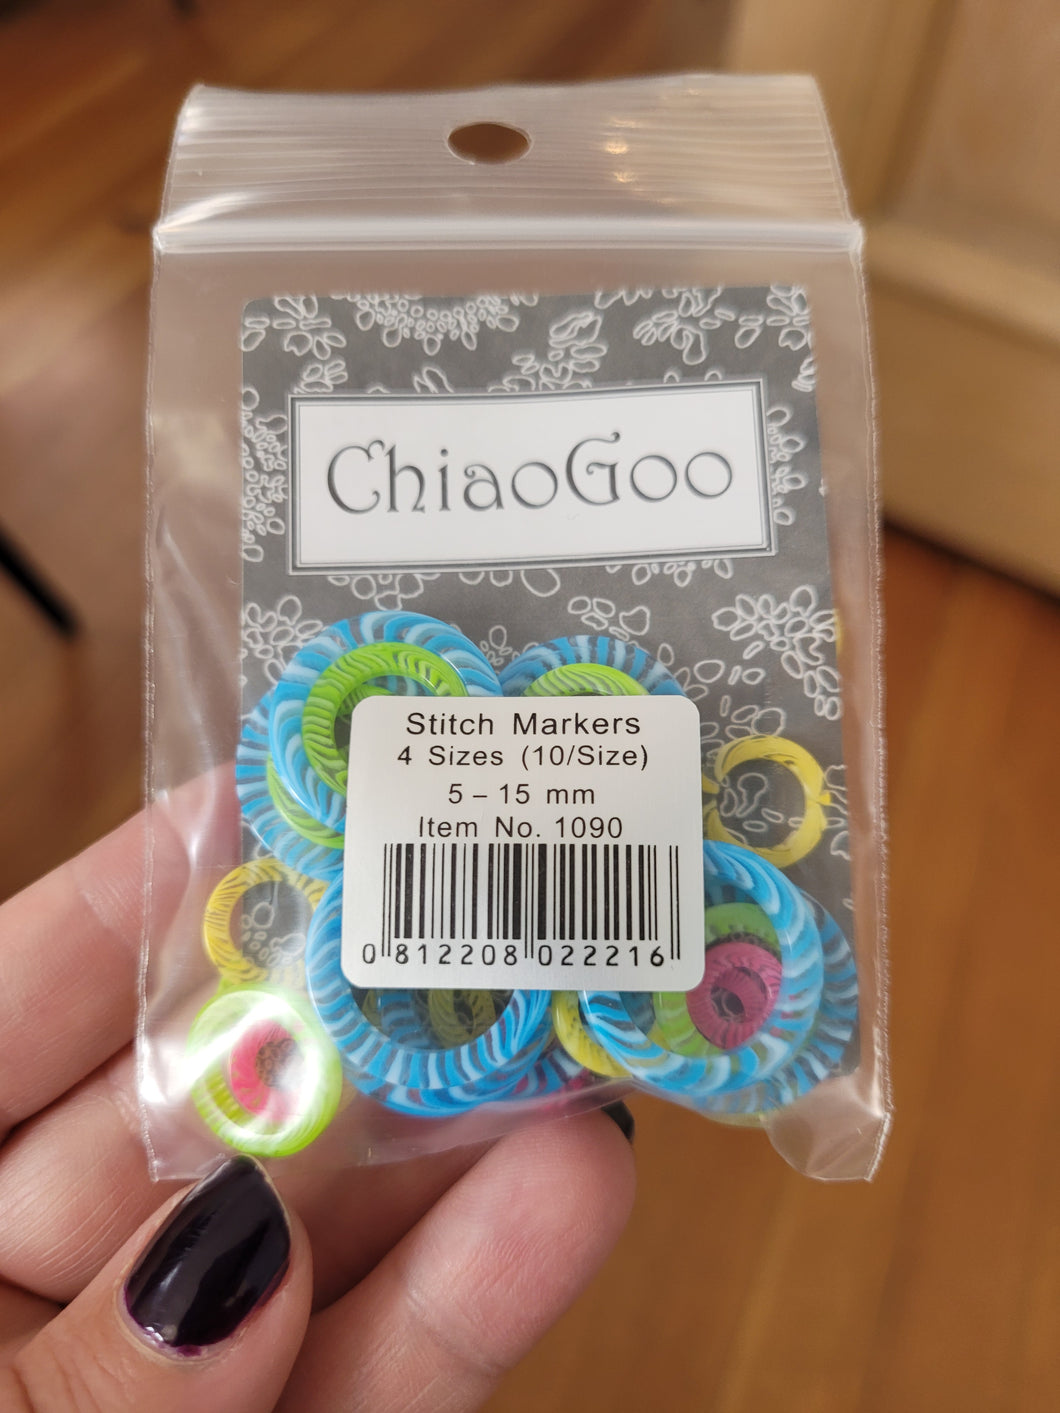 ChiaoGoo
Stitch Markers
4 Sizes (10/Size)
5 – 15 mm
Item No. 1090
0 812208 022216